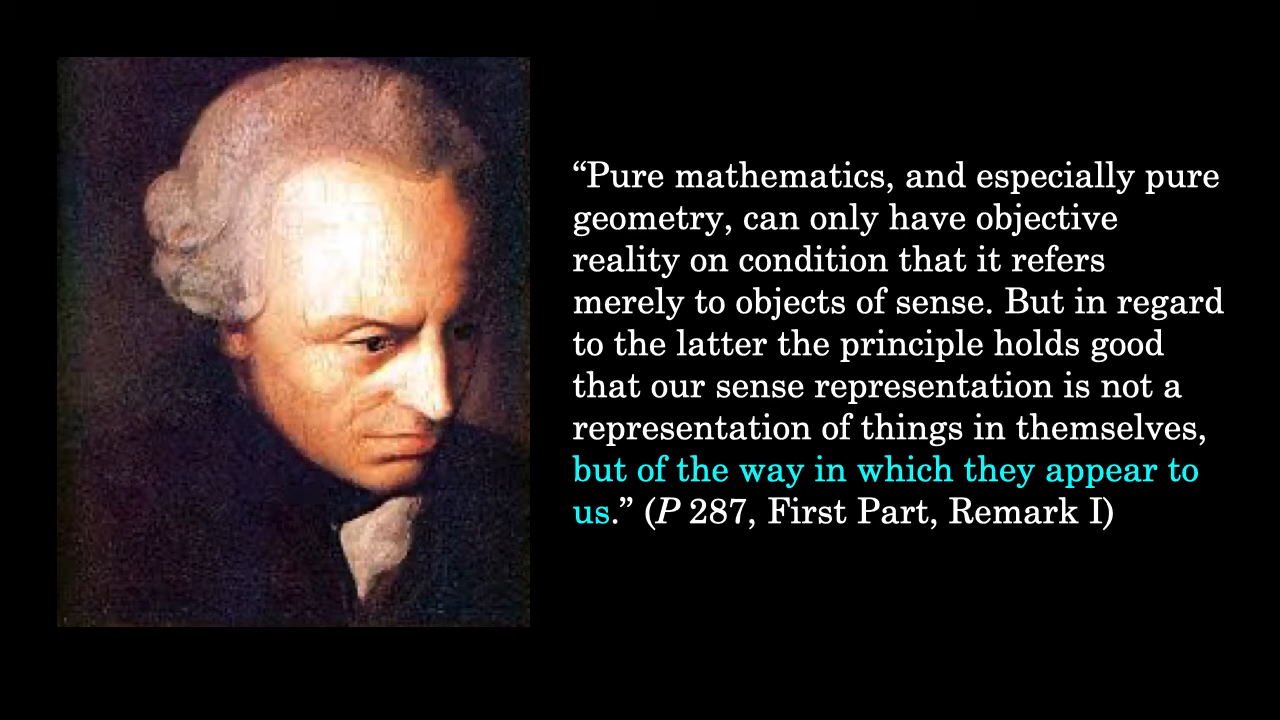 “Pure mathematics, and especially pure
geometry, can only have objective
reality on condition that it refers
merely to objects of sense. But in regard
to the latter the principle holds good
that our sense representation is not a
representation of things in themselves,
but of the way in which they appear to
us.” (P 287, First Part, Remark I)